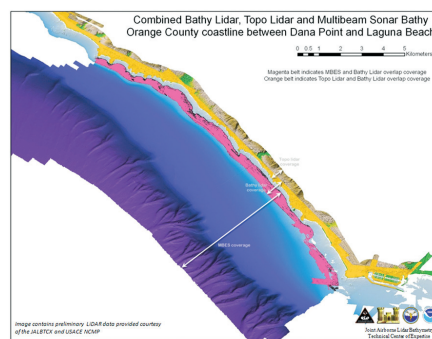 Combined Bathy Lidar, Topo Lidar and Multibeam Sonar Bathy
Orange County coastline between Dana Point and Laguna Beach
0 0.5 1 2 3 4 5
Kilometers
Magenta belt indicates MBES and Bathy Lidar overlap coverage
Orange belt indicates Topo Lidar and Bathy Lidar overlap coverage
Topo Lidar
coverage
Bathy Lidar
coverage
MBES coverage
Image contains preliminary LIDAR data provided courtesy
of the JALBTCX and USACE NCMP
Joint Airborne Lidar Bathymetry
Technical Center of Expertise